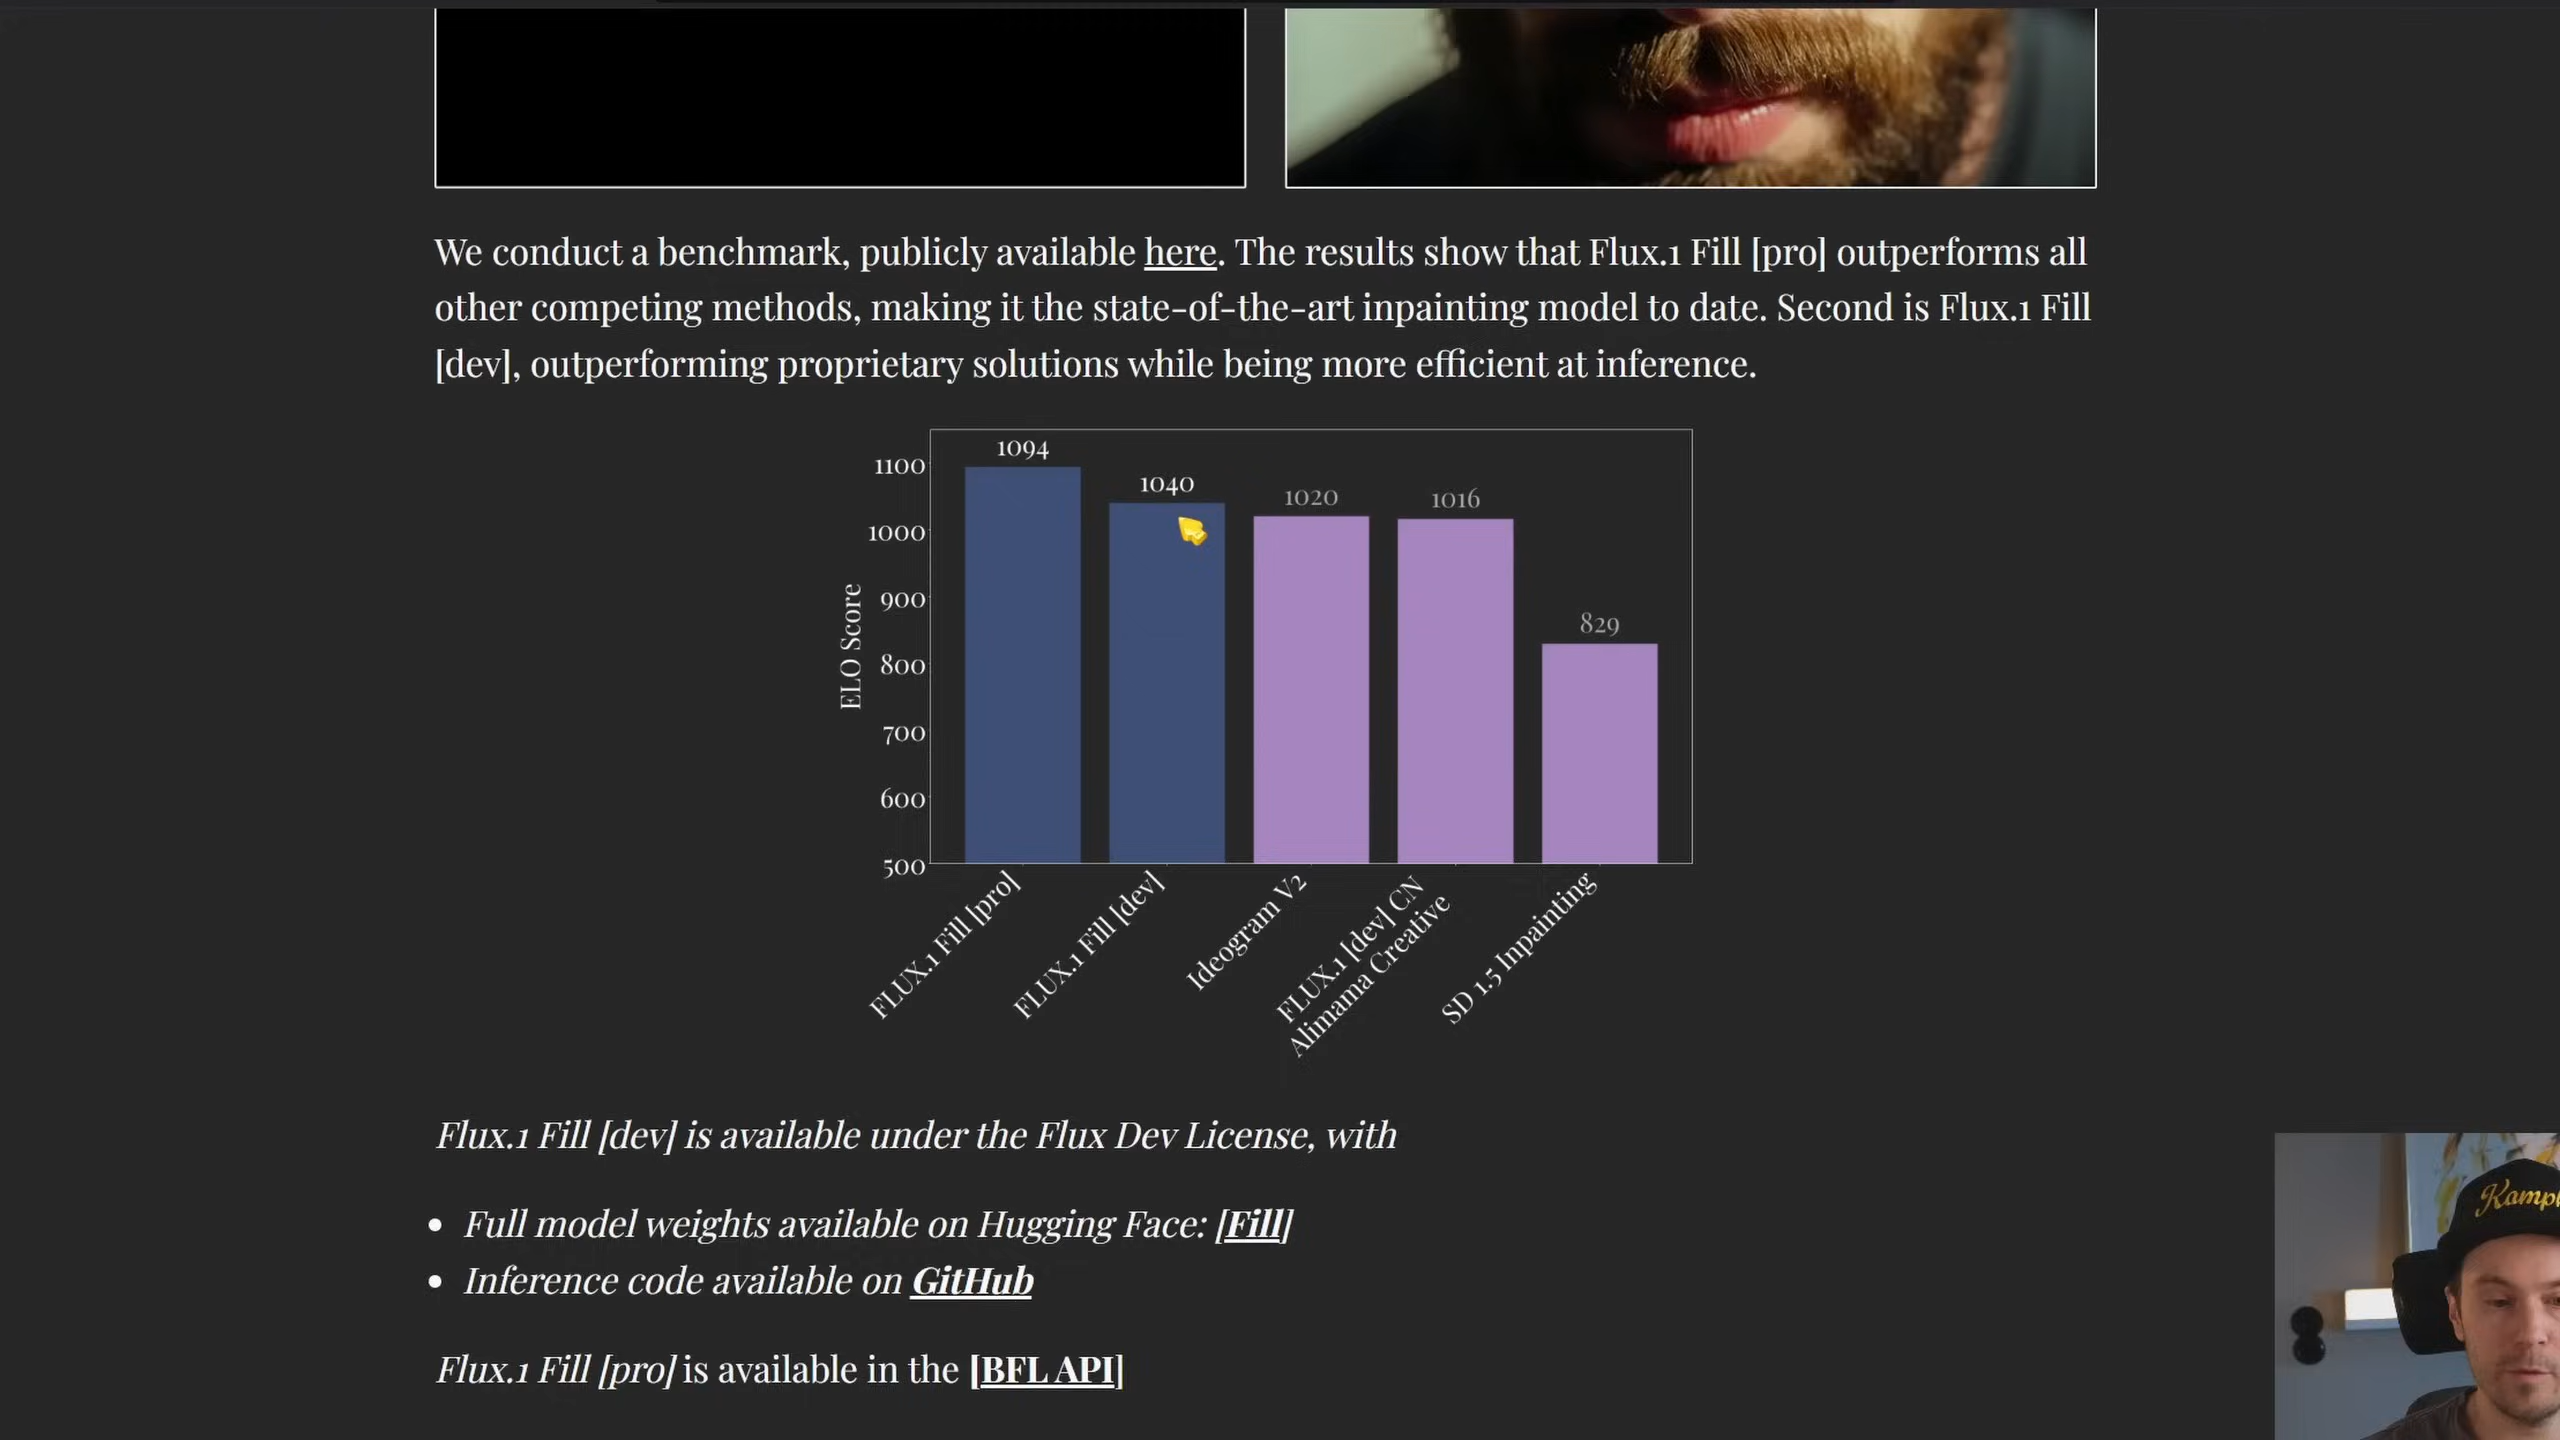 We conduct a benchmark, publicly available here. The results show that Flux.1 Fill [pro] outperforms all
other competing methods, making it the state-of-the-art inpainting model to date. Second is Flux.1 Fill
[dev], outperforming proprietary solutions while being more efficient at inference.
1094
1040
1020
1016
829
1100
1000
900
800
700
600
500
ELO Score
FLUX.1 Fill [pro]
FLUX.1 Fill [dev]
Ideogram V2
FLUX.1 [dev] CN
Alimama Creative
SD 1.5 Inpainting
Flux.1 Fill [dev] is available under the Flux Dev License, with
• Full model weights available on Hugging Face: [Fill]
• Inference code available on GitHub
Flux.1 Fill [pro] is available in the [BFL API]